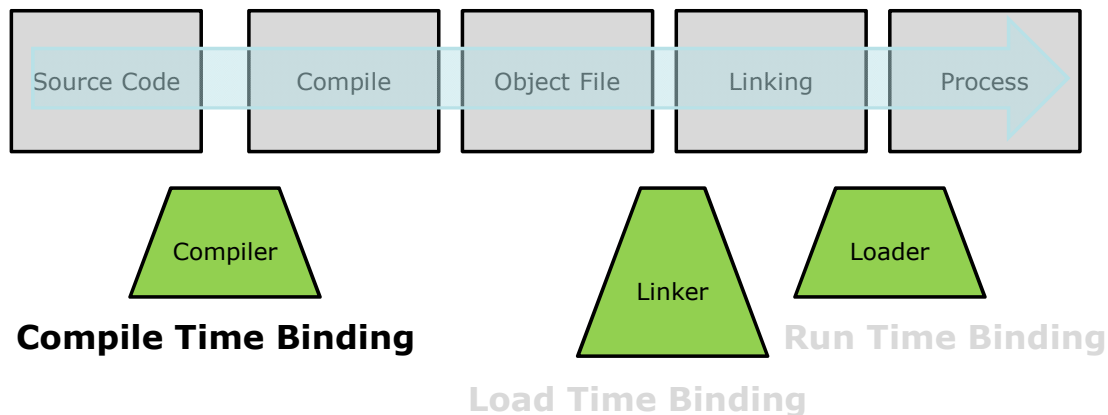 Source Code
Compile
Object File
Linking
Process
Compiler
Linker
Loader
Compile Time Binding
Run Time Binding
Load Time Binding